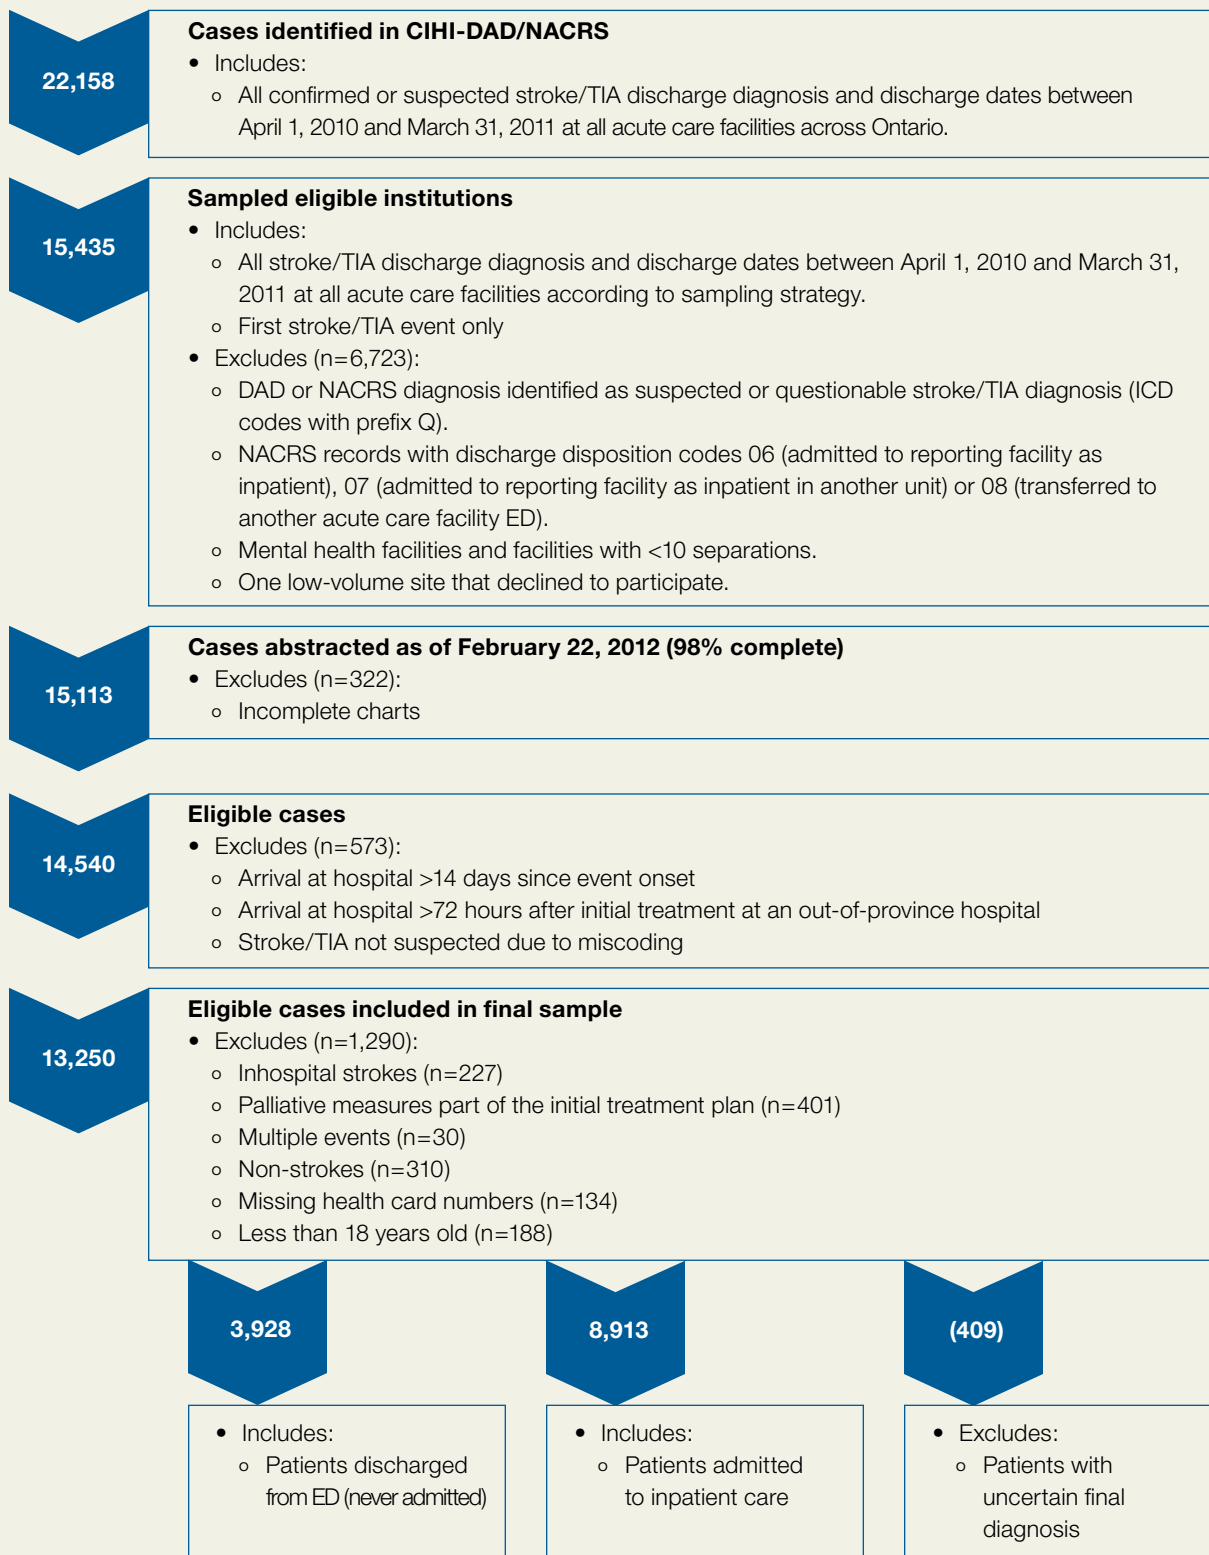 22,158
Cases identified in CIHI-DAD/NACRS
• Includes:
o All confirmed or suspected stroke/TIA discharge diagnosis and discharge dates between
April 1, 2010 and March 31, 2011 at all acute care facilities across Ontario.
15,435
Sampled eligible institutions
• Includes:
o All stroke/TIA discharge diagnosis and discharge dates between April 1, 2010 and March 31,
2011 at all acute care facilities according to sampling strategy.
o First stroke/TIA event only
• Excludes (n=6,723):
o DAD or NACRS diagnosis identified as suspected or questionable stroke/TIA diagnosis (ICD
codes with prefix Q).
o NACRS records with discharge disposition codes 06 (admitted to reporting facility as
inpatient), 07 (admitted to reporting facility as inpatient in another unit) or 08 (transferred to
another acute care facility ED).
o Mental health facilities and facilities with <10 separations.
o One low-volume site that declined to participate.
15,113
Cases abstracted as of February 22, 2012 (98% complete)
• Excludes (n=322):
o Incomplete charts
14,540
Eligible cases
• Excludes (n=573):
o Arrival at hospital >14 days since event onset
o Arrival at hospital >72 hours after initial treatment at an out-of-province hospital
o Stroke/TIA not suspected due to miscoding
13,250
Eligible cases included in final sample
• Excludes (n=1,290):
o Inhospital strokes (n=227)
o Palliative measures part of the initial treatment plan (n=401)
o Multiple events (n=30)
o Non-strokes (n=310)
o Missing health card numbers (n=134)
o Less than 18 years old (n=188)
3,928
• Includes:
o Patients discharged
from ED (never admitted)
8,913
• Includes:
o Patients admitted
to inpatient care
(409)
• Excludes:
o Patients with
uncertain final
diagnosis